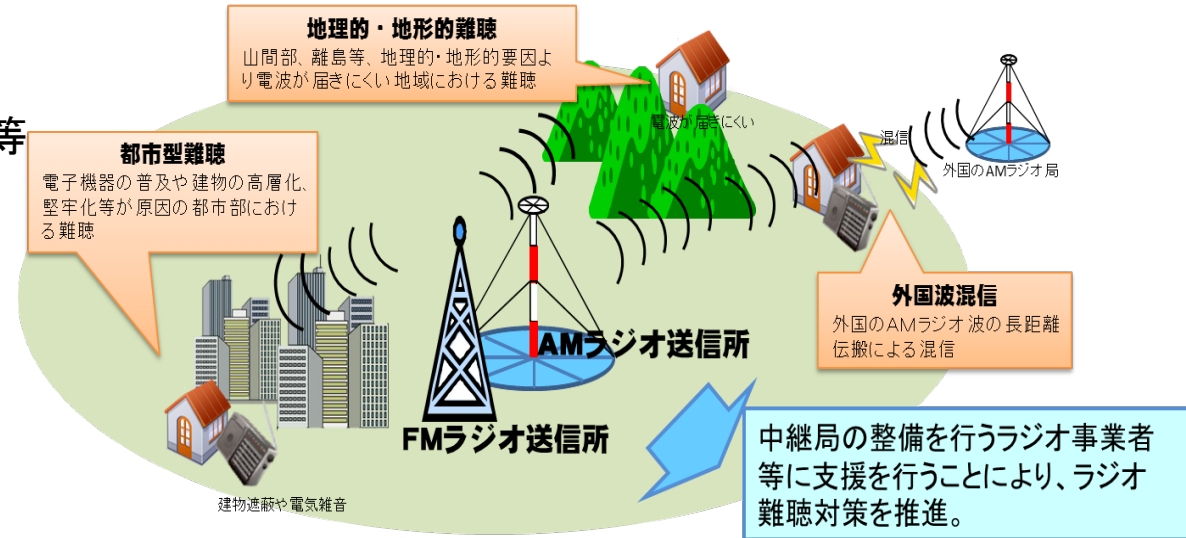 地理的・地形的難聴
山間部、離島等、地理的・地形的要因よ
り電波が届きにくい地域における難聴
等
都市型難聴
電子機器の普及や建物の高層化、
堅牢化等が原因の都市部におけ
る難聴
電波が届きにくい
混信
外国のAMラジオ局
外国波混信
外国のAMラジオ波の長距離
伝搬による混信
AMラジオ送信所
FMラジオ送信所
建物遮蔽や電気雑音
中継局の整備を行うラジオ事業者
等に支援を行うことにより、ラジオ
難聴対策を推進。